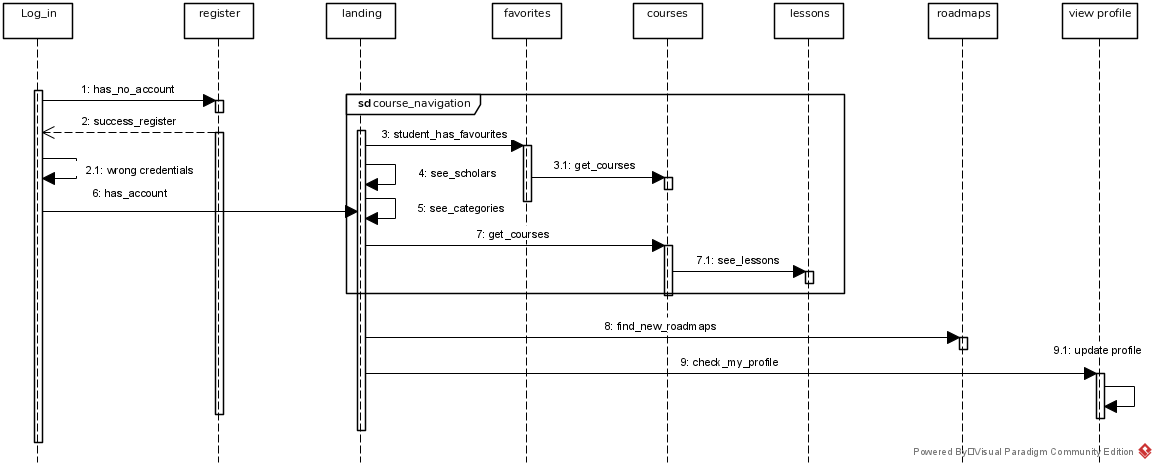 Log_in
register
landing
favorites
courses
lessons
roadmaps
view profile
1: has_no_account
sd course_navigation
2: success_register
3: student_has_favourites
2.1: wrong credentials
4: see_scholars
3.1: get_courses
6: has_account
5: see_categories
7: get_courses
7.1: see_lessons
8: find_new_roadmaps
9.1: update profile
9: check_my_profile
Powered By Visual Paradigm Community Edition